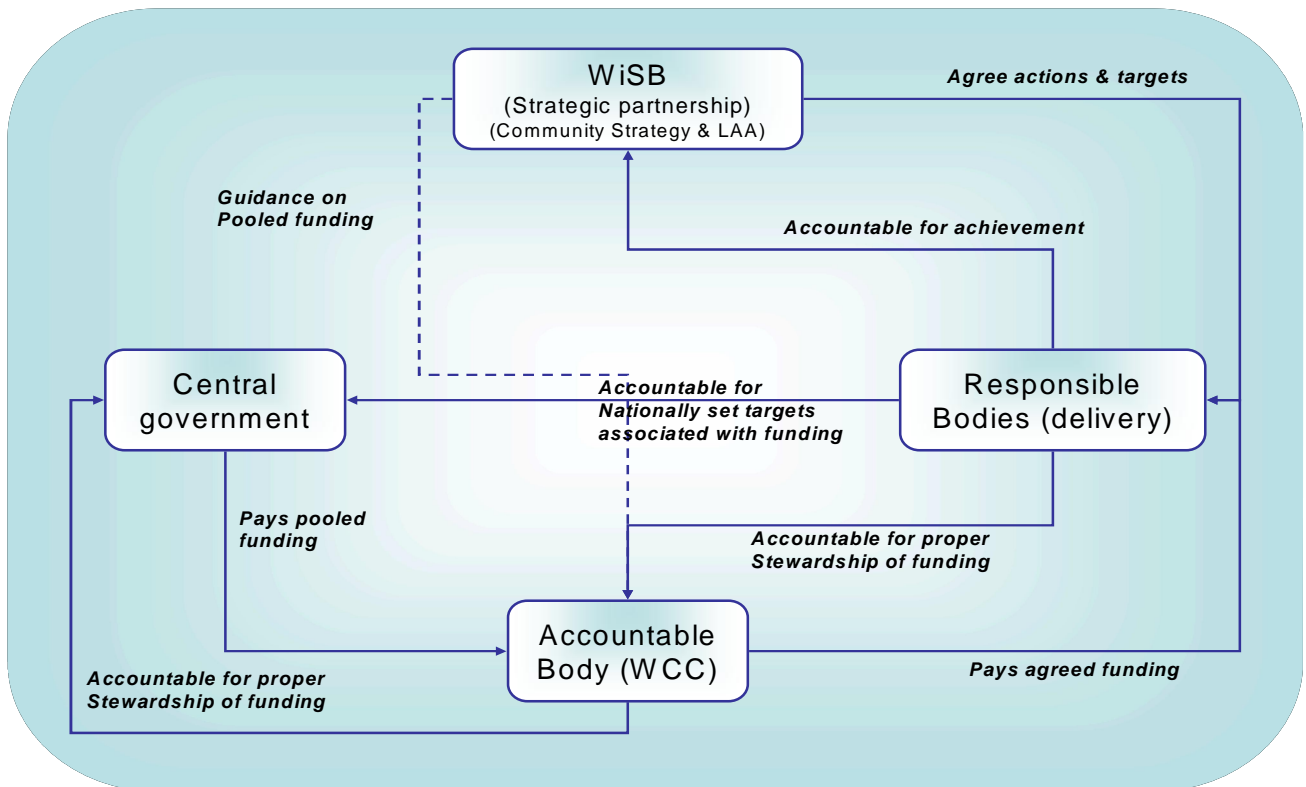 WiSB
(Strategic partnership)
(Community Strategy & LAA)
Agree actions & targets
Guidance on
Pooled funding
Accountable for achievement
Central
government
Accountable for
Nationally set targets
associated with funding
Responsible
Bodies (delivery)
Pays pooled
funding
Accountable for proper
Stewardship of funding
Accountable
Body (WCC)
Accountable for proper
Stewardship of funding
Pays agreed funding